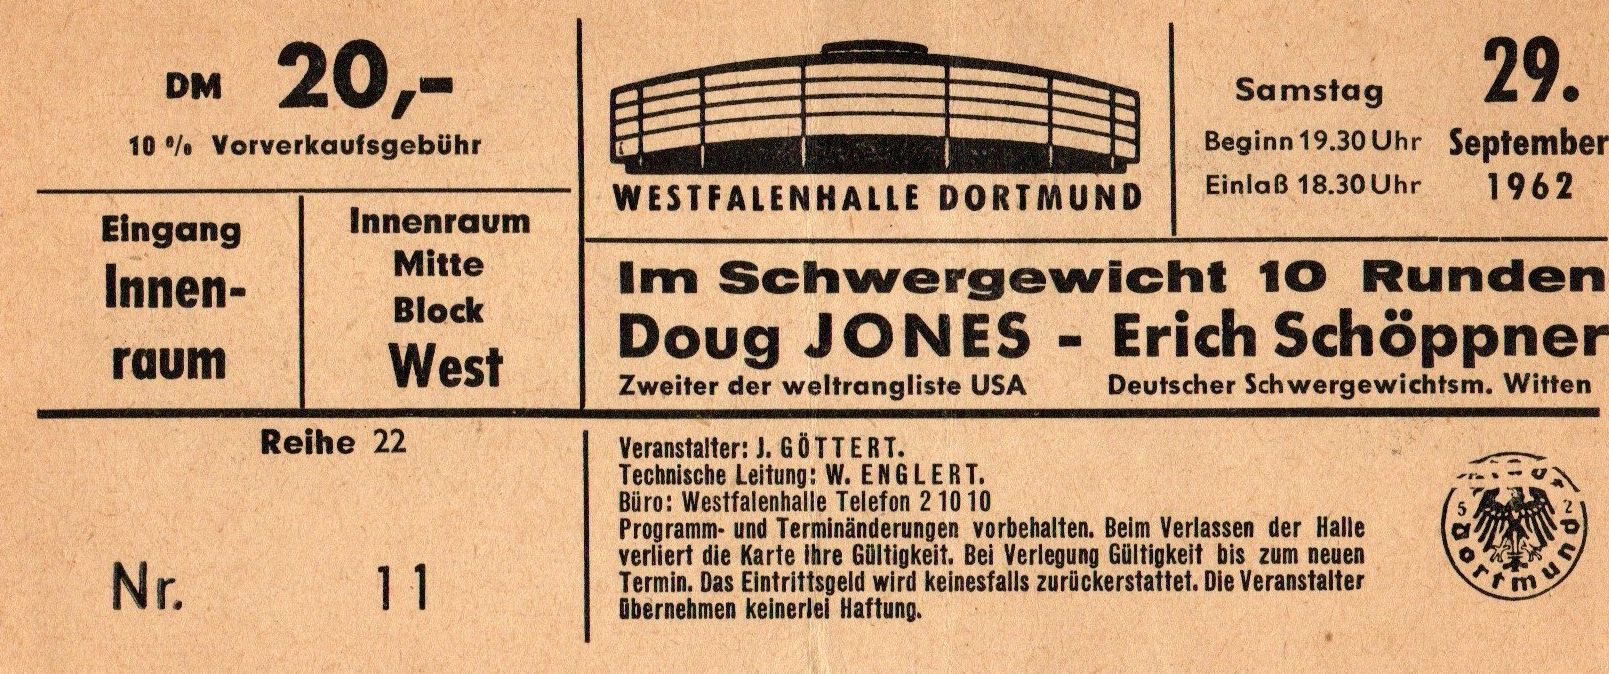 DM 20,-
10 % Vorverkaufsgebühr
Eingang
Innen-
raum
Innenraum
Mitte
Block
West
WESTFALENHALLE DORTMUND
Samstag 29.
Beginn 19.30 Uhr September
Einlaß 18.30 Uhr 1962
Im Schwergewicht 10 Runden
Doug JONES - Erich Schöppner
Zweiter der weltrangliste USA Deutscher Schwergewichtsm. Witten
Reihe 22
Nr. 11
Veranstalter: J. GÖTTERT.
Technische Leitung: W. ENGLERT.
Büro: Westfalenhalle Telefon 2 10 10
Programm- und Terminänderungen vorbehalten. Beim Verlassen der Halle
verliert die Karte ihre Gültigkeit. Bei Verlegung Gültigkeit bis zum neuen
Termin. Das Eintrittsgeld wird keinesfalls zurückerstattet. Die Veranstalter
übernehmen keinerlei Haftung.
5 2
dortmund